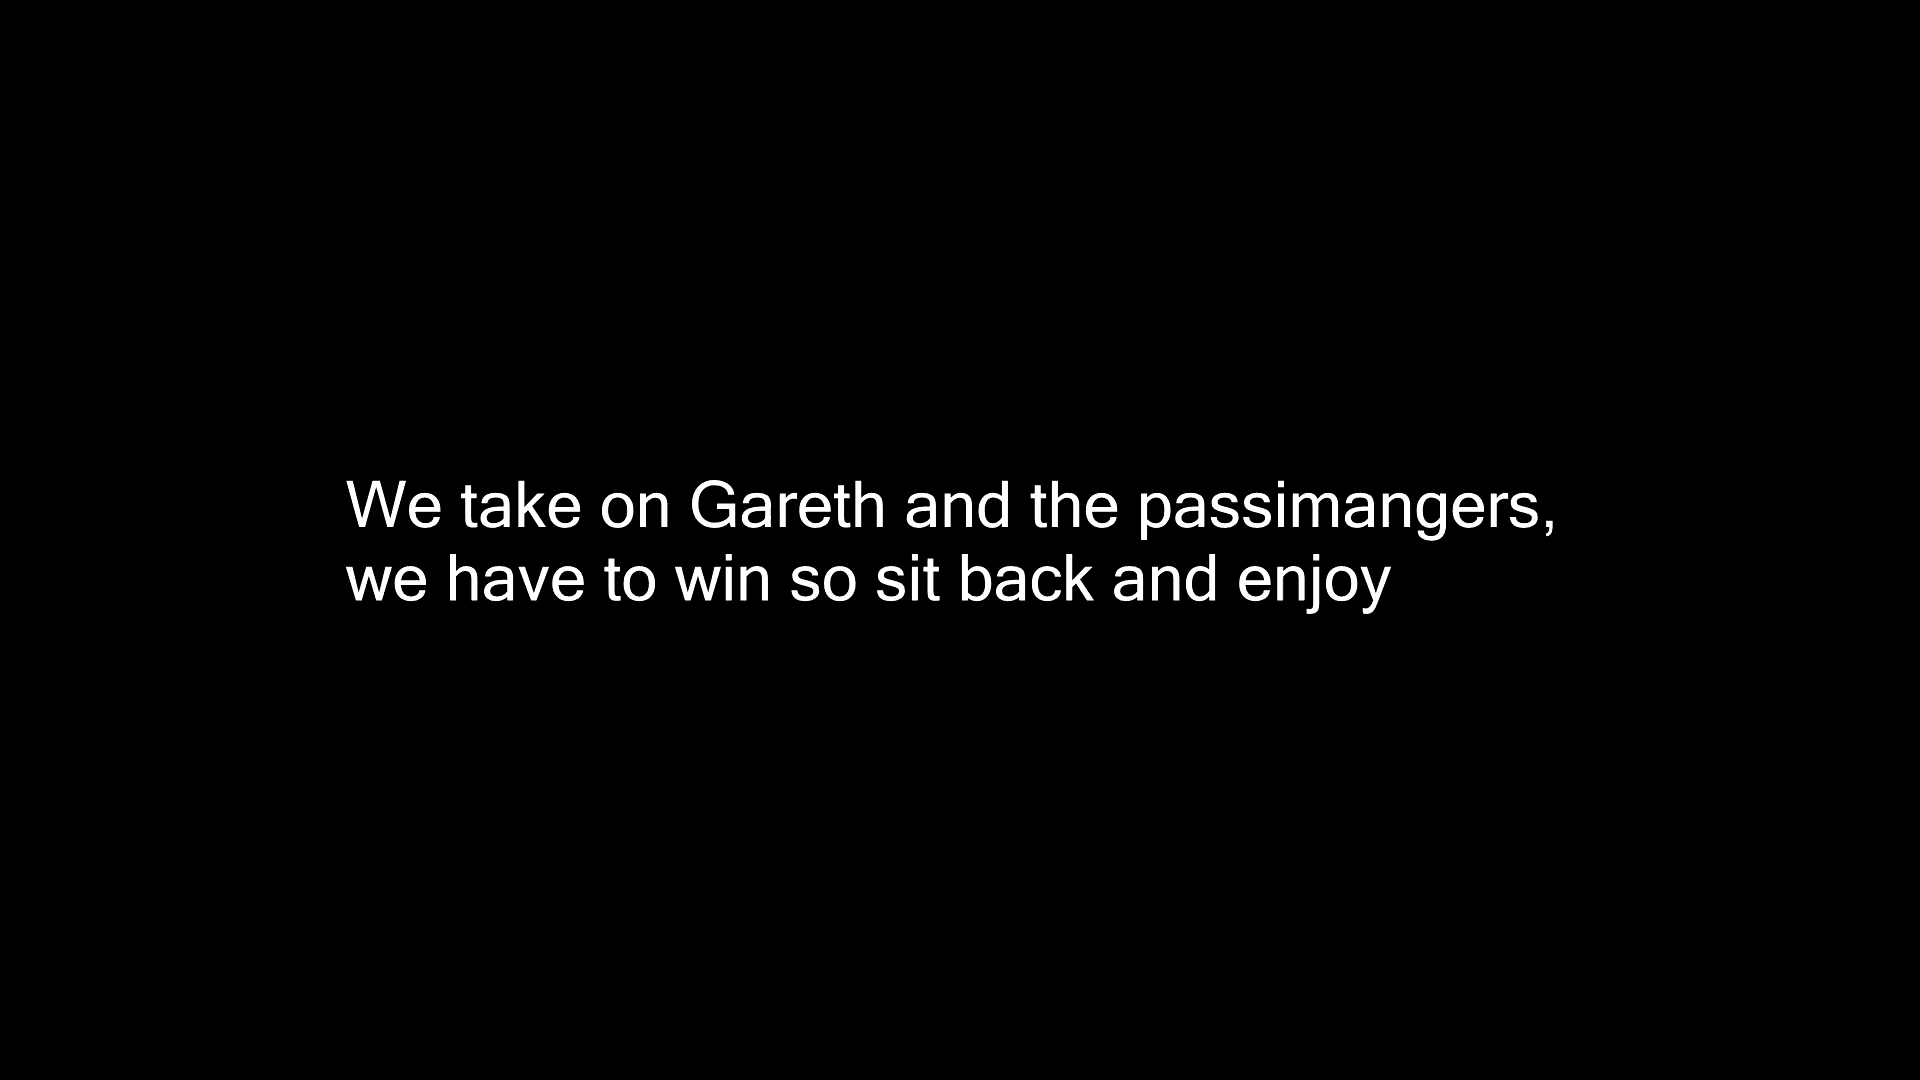 We take on Gareth and the passimangers,
we have to win so sit back and enjoy